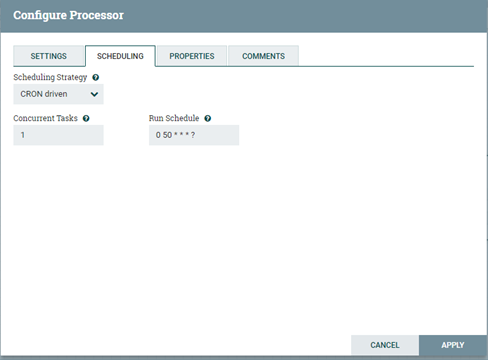 Configure Processor
SETTINGS SCHEDULING PROPERTIES COMMENTS
Scheduling Strategy ?
CRON driven
Concurrent Tasks ? Run Schedule ?
1 0 50 * * * ?
CANCEL APPLY